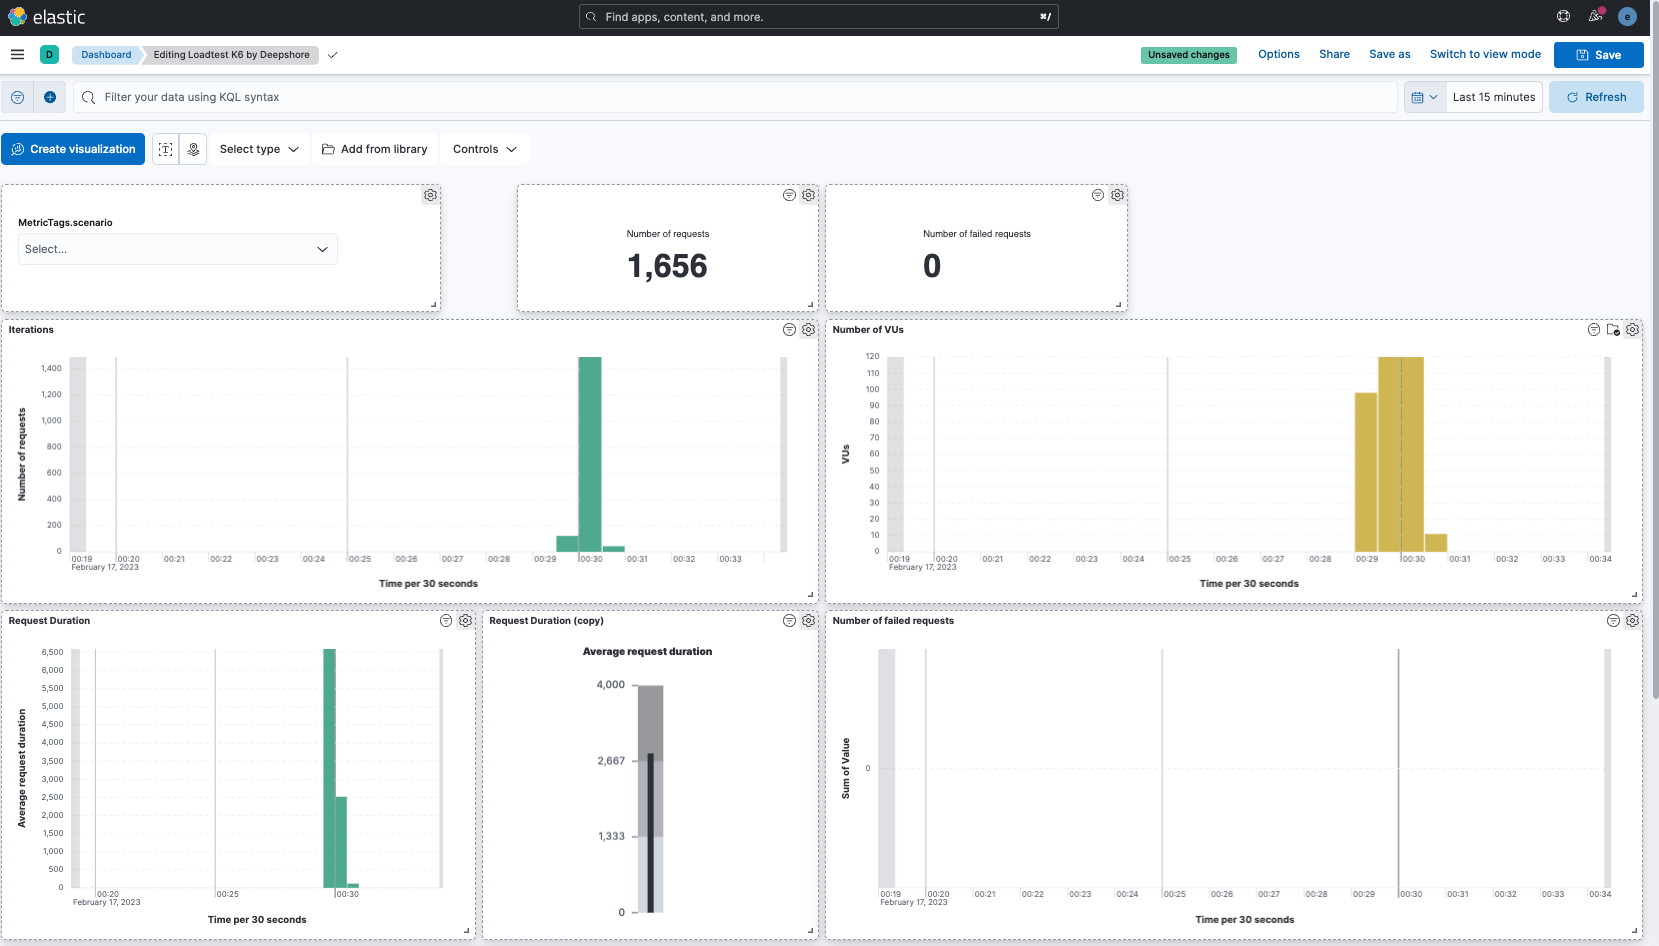 elastic
Find apps, content, and more.
⌘/
e
D
Dashboard
Editing Loadtest K6 by Deepshore
Unsaved changes
Options
Share
Save as
Switch to view mode
Save
Filter your data using KQL syntax
Last 15 minutes
Refresh
Create visualization
T
Select type
Add from library
Controls
MetricTags.scenario
Select...
Number of requests
1,656
Number of failed requests
0
Iterations
Number of requests
1,400
1,200
1,000
800
600
400
200
0
00:19 00:20 00:21 00:22 00:23 00:24 00:25 00:26 00:27 00:28 00:29 00:30 00:31 00:32 00:33
February 17, 2023
Time per 30 seconds
Number of VUs
VUs
120
110
100
90
80
70
60
50
40
30
20
10
0
00:19 00:20 00:21 00:22 00:23 00:24 00:25 00:26 00:27 00:28 00:29 00:30 00:31 00:32 00:33 00:34
February 17, 2023
Time per 30 seconds
Request Duration
Average request duration
6,500
6,000
5,500
5,000
4,500
4,000
3,500
3,000
2,500
2,000
1,500
1,000
500
0
00:20 00:25 00:30
February 17, 2023
Time per 30 seconds
Request Duration (copy)
Average request duration
4,000
2,667
1,333
0
Number of failed requests
Sum of Value
0
00:19 00:20 00:21 00:22 00:23 00:24 00:25 00:26 00:27 00:28 00:29 00:30 00:31 00:32 00:33 00:34
February 17, 2023
Time per 30 seconds